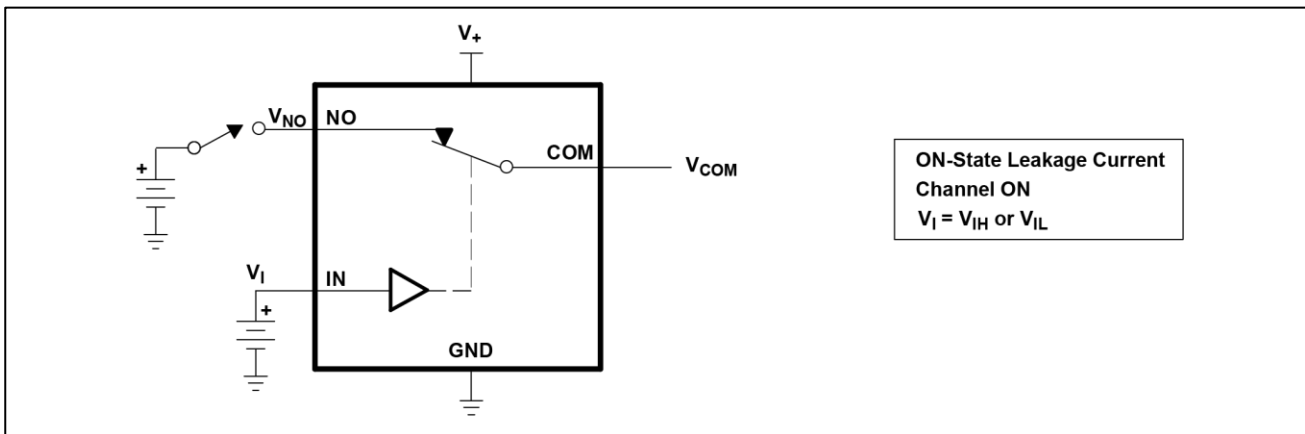 V+
VNO NO
COM
VCOM
+
VI IN
+
GND
ON-State Leakage Current
Channel ON
VI = VIH or VIL